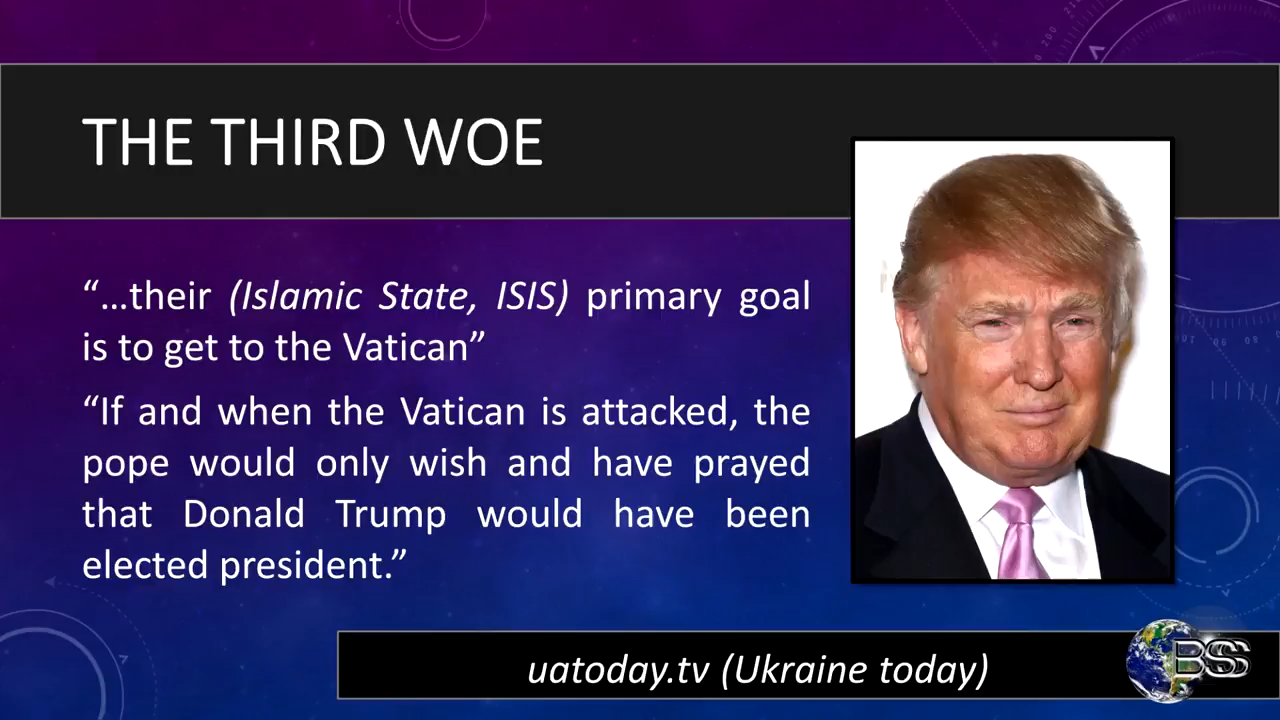 THE THIRD WOE
“…their (Islamic State, ISIS) primary goal
is to get to the Vatican”
“If and when the Vatican is attacked, the
pope would only wish and have prayed
that Donald Trump would have been
elected president.”
uatoday.tv (Ukraine today)
BSS